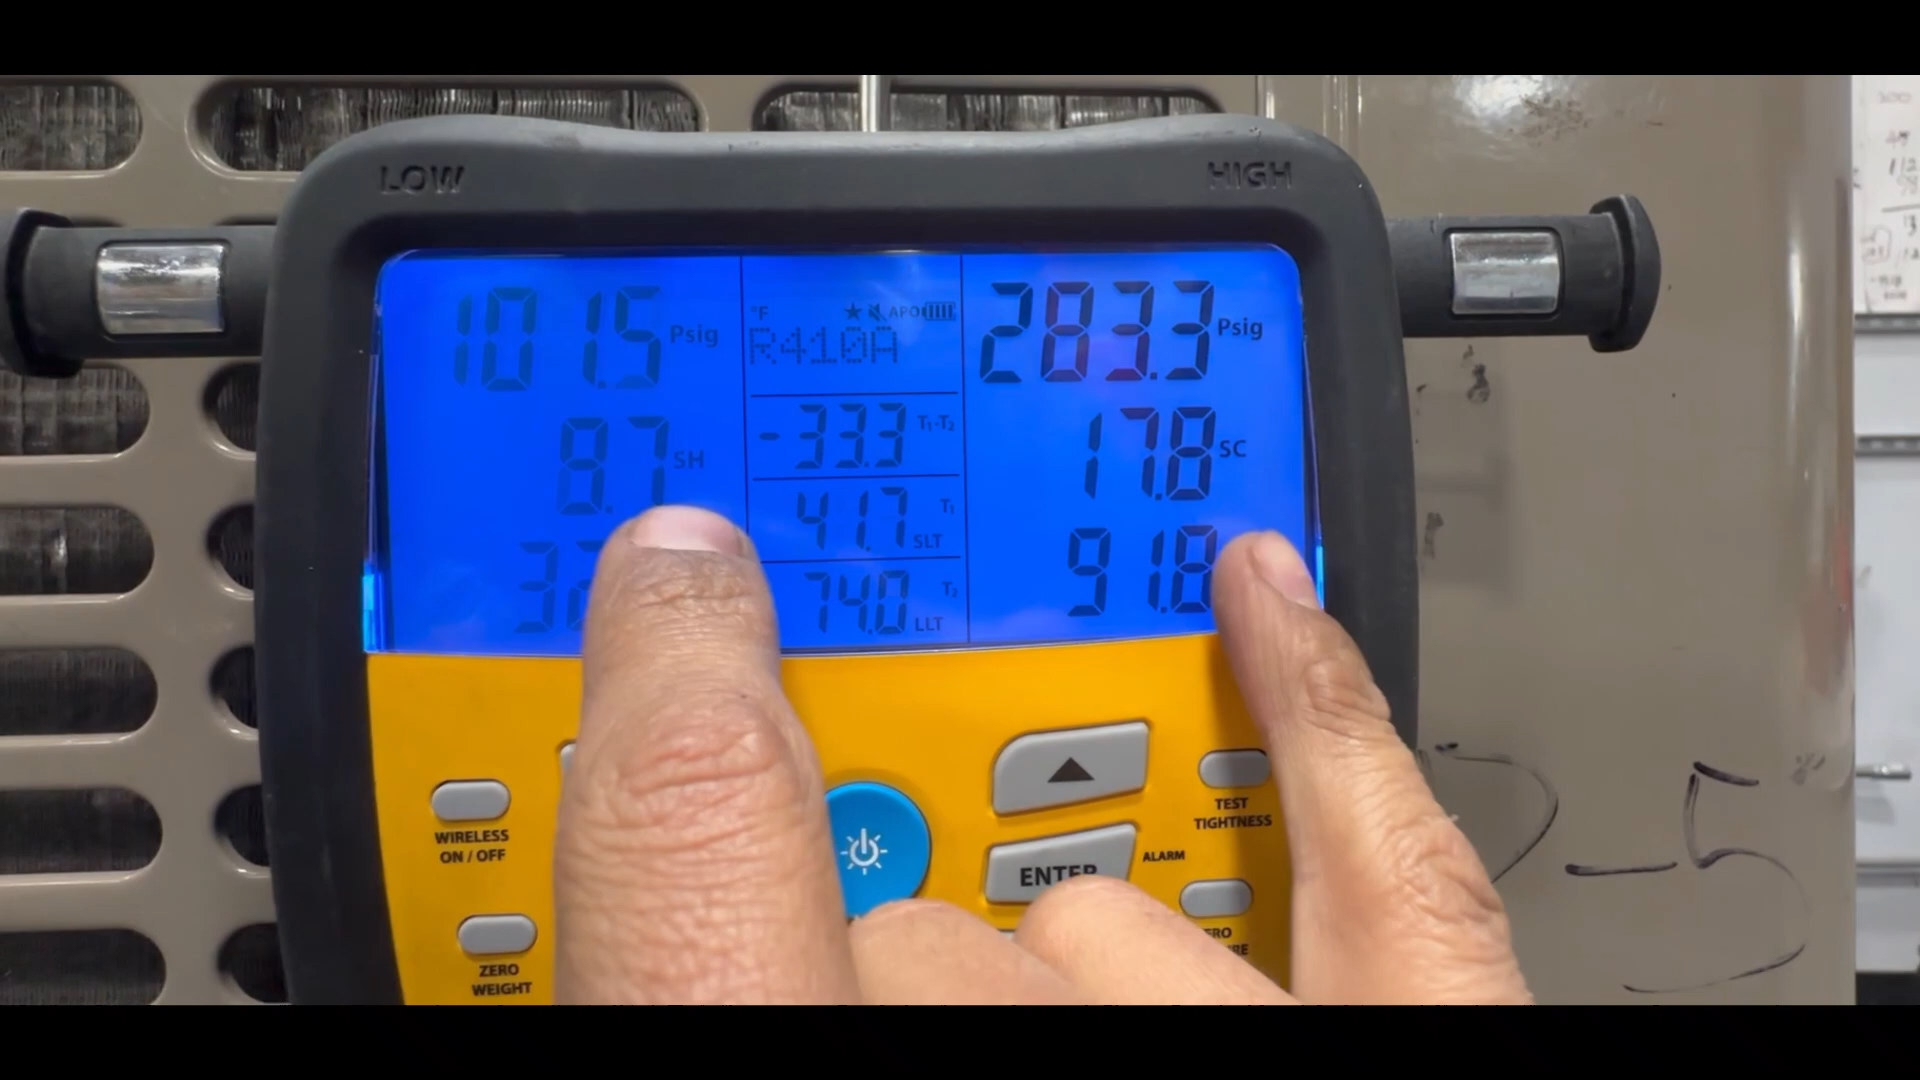 LOW HIGH
101.5 Psig
°F APO
R410A
283.3 Psig
8.7 SH
-33.3 T₁-T₂
17.8 SC
41.7 T₁
SLT
91.8
74.0 T₂
LLT
WIRELESS
ON / OFF
TEST
TIGHTNESS
ENTER
ALARM
ZERO
WEIGHT
-5